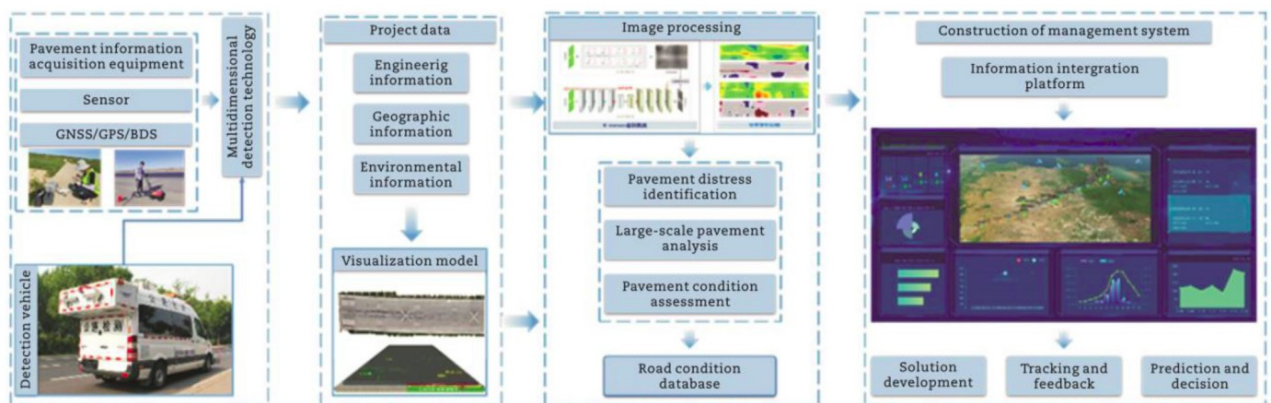 Pavement information
acquisition equipment
Sensor
GNSS/GPS/BDS
Multidimensional
detection technology
Detection vehicle
Project data
Engineerig
information
Geographic
information
Environmental
information
Visualization model
Image processing
Pavement distress
identification
Large-scale pavement
analysis
Pavement condition
assessment
Road condition
database
Construction of management system
Information intergration
platform
Solution
development
Tracking and
feedback
Prediction and
decision